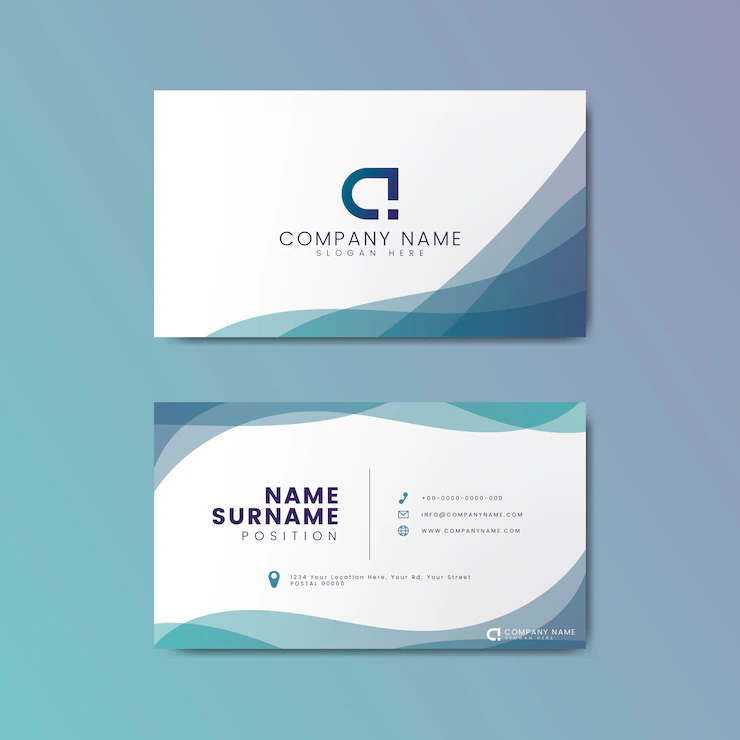 COMPANY NAME
SLOGAN HERE
NAME
SURNAME
POSITION
+00-0000-0000-000
INFO@COMPANYNAME.COM
WWW.COMPANYNAME.COM
1234 Your Location Here, Your Rd, Your Street
POSTAL 00000
COMPANY NAME
SLOGAN HERE